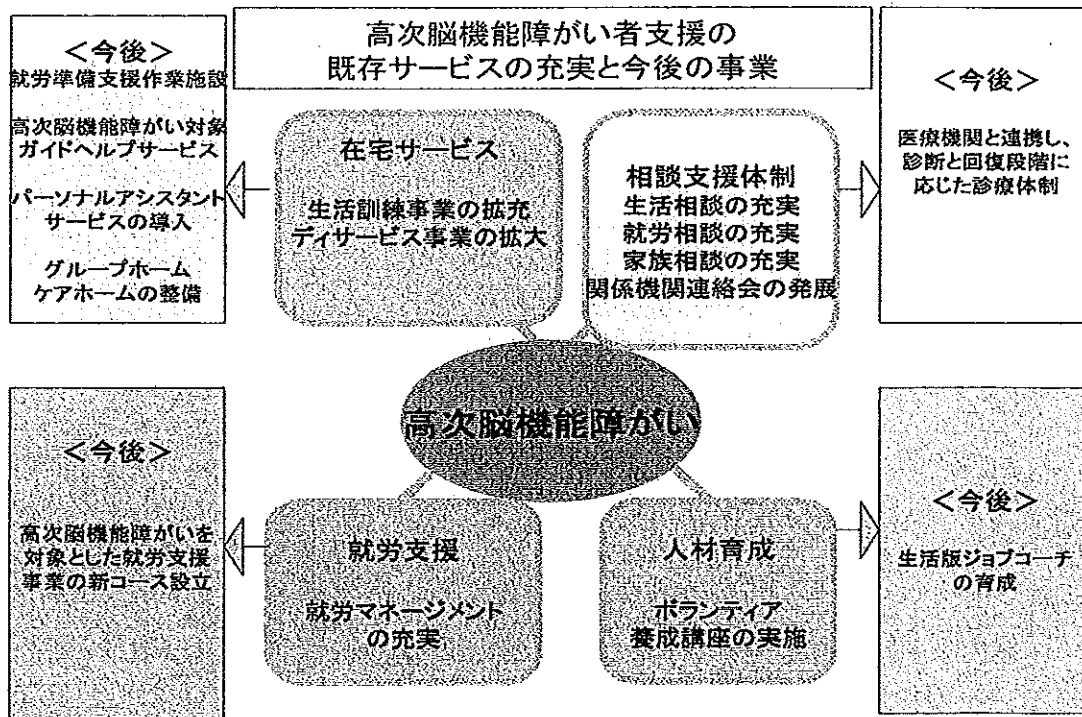 高次脳機能障がい者支援の
既存サービスの充実と今後の事業
＜今後＞
就労準備支援作業施設
高次脳機能障がい対象
ガイドヘルプサービス
パーソナルアシスタント
サービスの導入
グループホーム
ケアホームの整備
在宅サービス
生活訓練事業の拡充
デイサービス事業の拡大
相談支援体制
生活相談の充実
就労相談の充実
家族相談の充実
関係機関連絡会の発展
＜今後＞
医療機関と連携し、
診断と回復段階に
応じた診療体制
高次脳機能障がい
＜今後＞
高次脳機能障がいを
対象とした就労支援
事業の新コース設立
就労支援
就労マネージメント
の充実
人材育成
ボランティア
養成講座の実施
＜今後＞
生活版ジョブコーチ
の育成